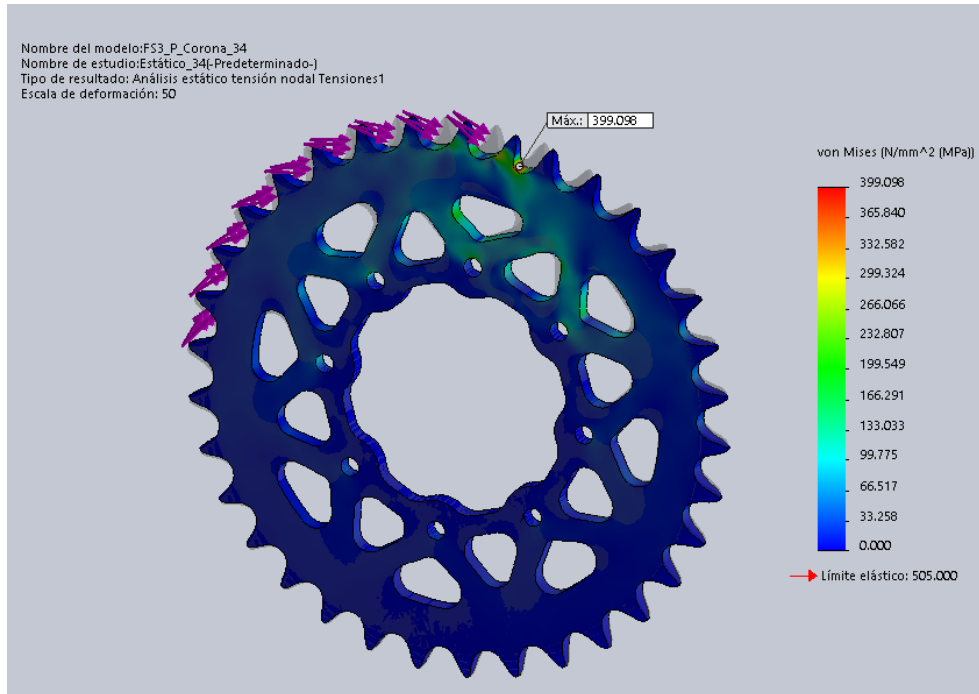 Nombre del modelo:FS3_P_Corona_34
Nombre de estudio:Estático_34(-Predeterminado-)
Tipo de resultado: Análisis estático tensión nodal Tensiones1
Escala de deformación: 50
Máx.: 399.098
von Mises (N/mm^2 (MPa))
399.098
365.840
332.582
299.324
266.066
232.807
199.549
166.291
133.033
99.775
66.517
33.258
0.000
Límite elástico: 505.000